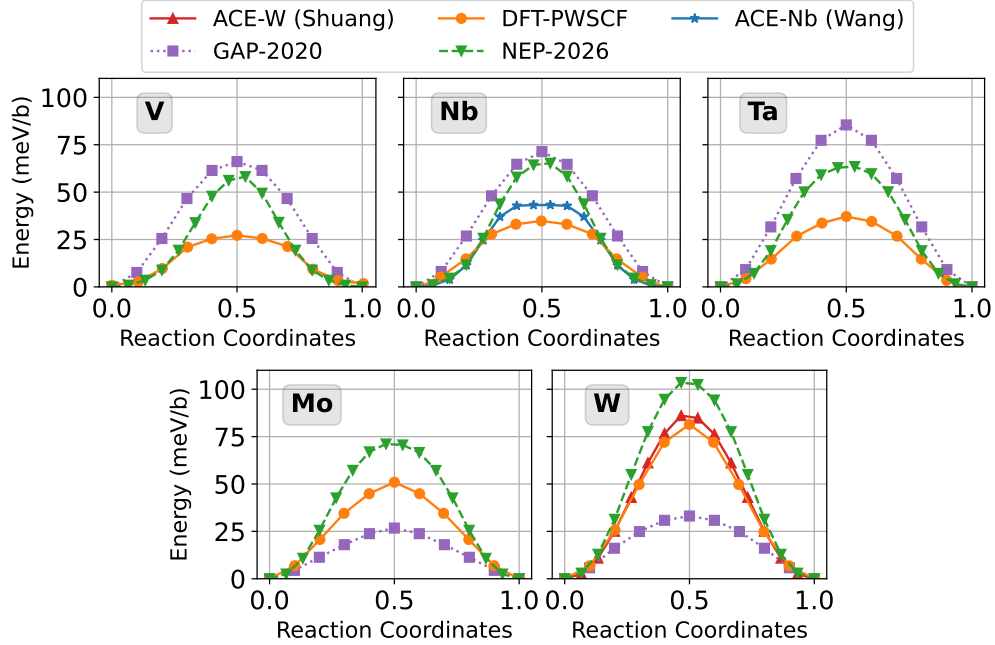 ACE-W (Shuang) DFT-PWSCF ACE-Nb (Wang)
GAP-2020 NEP-2026
V Nb Ta
Energy (meV/b)
100
75
50
25
0
0.0 0.5 1.0 0.0 0.5 1.0 0.0 0.5 1.0
Reaction Coordinates Reaction Coordinates Reaction Coordinates
Mo W
Energy (meV/b)
100
75
50
25
0
0.0 0.5 1.0 0.0 0.5 1.0
Reaction Coordinates Reaction Coordinates